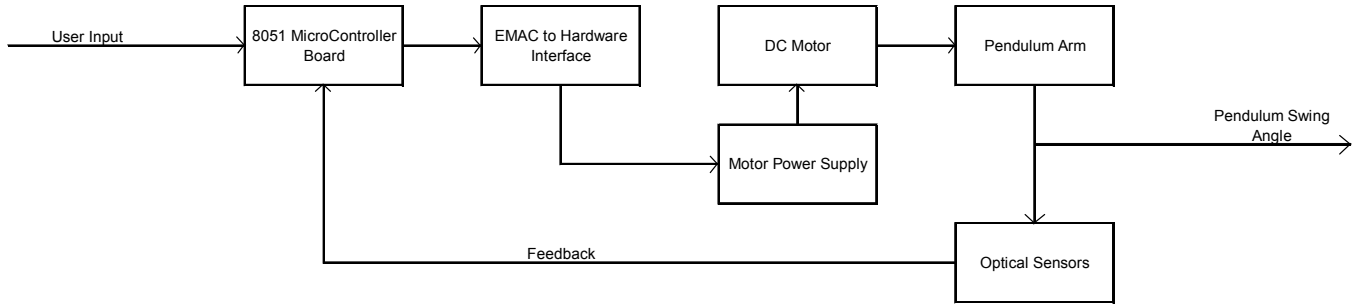 User Input
8051 MicroController
Board
EMAC to Hardware
Interface
DC Motor
Pendulum Arm
Pendulum Swing
Angle
Motor Power Supply
Feedback
Optical Sensors